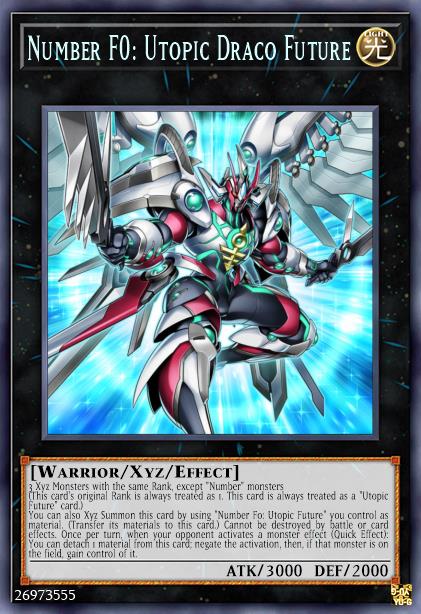 NUMBER F0: UTOPIC DRACO FUTURE
LIGHT
光
[WARRIOR/XYZ/EFFECT]
3 Xyz Monsters with the same Rank, except "Number" monsters
(This card's original Rank is always treated as 1. This card is always treated as a "Utopic
Future" card.)
You can also Xyz Summon this card by using "Number F0: Utopic Future" you control as
material. (Transfer its materials to this card.) Cannot be destroyed by battle or card
effects. Once per turn, when your opponent activates a monster effect (Quick Effect):
You can detach 1 material from this card; negate the activation, then, if that monster is
on the field, gain control of it.
ATK/3000 DEF/2000
26973555